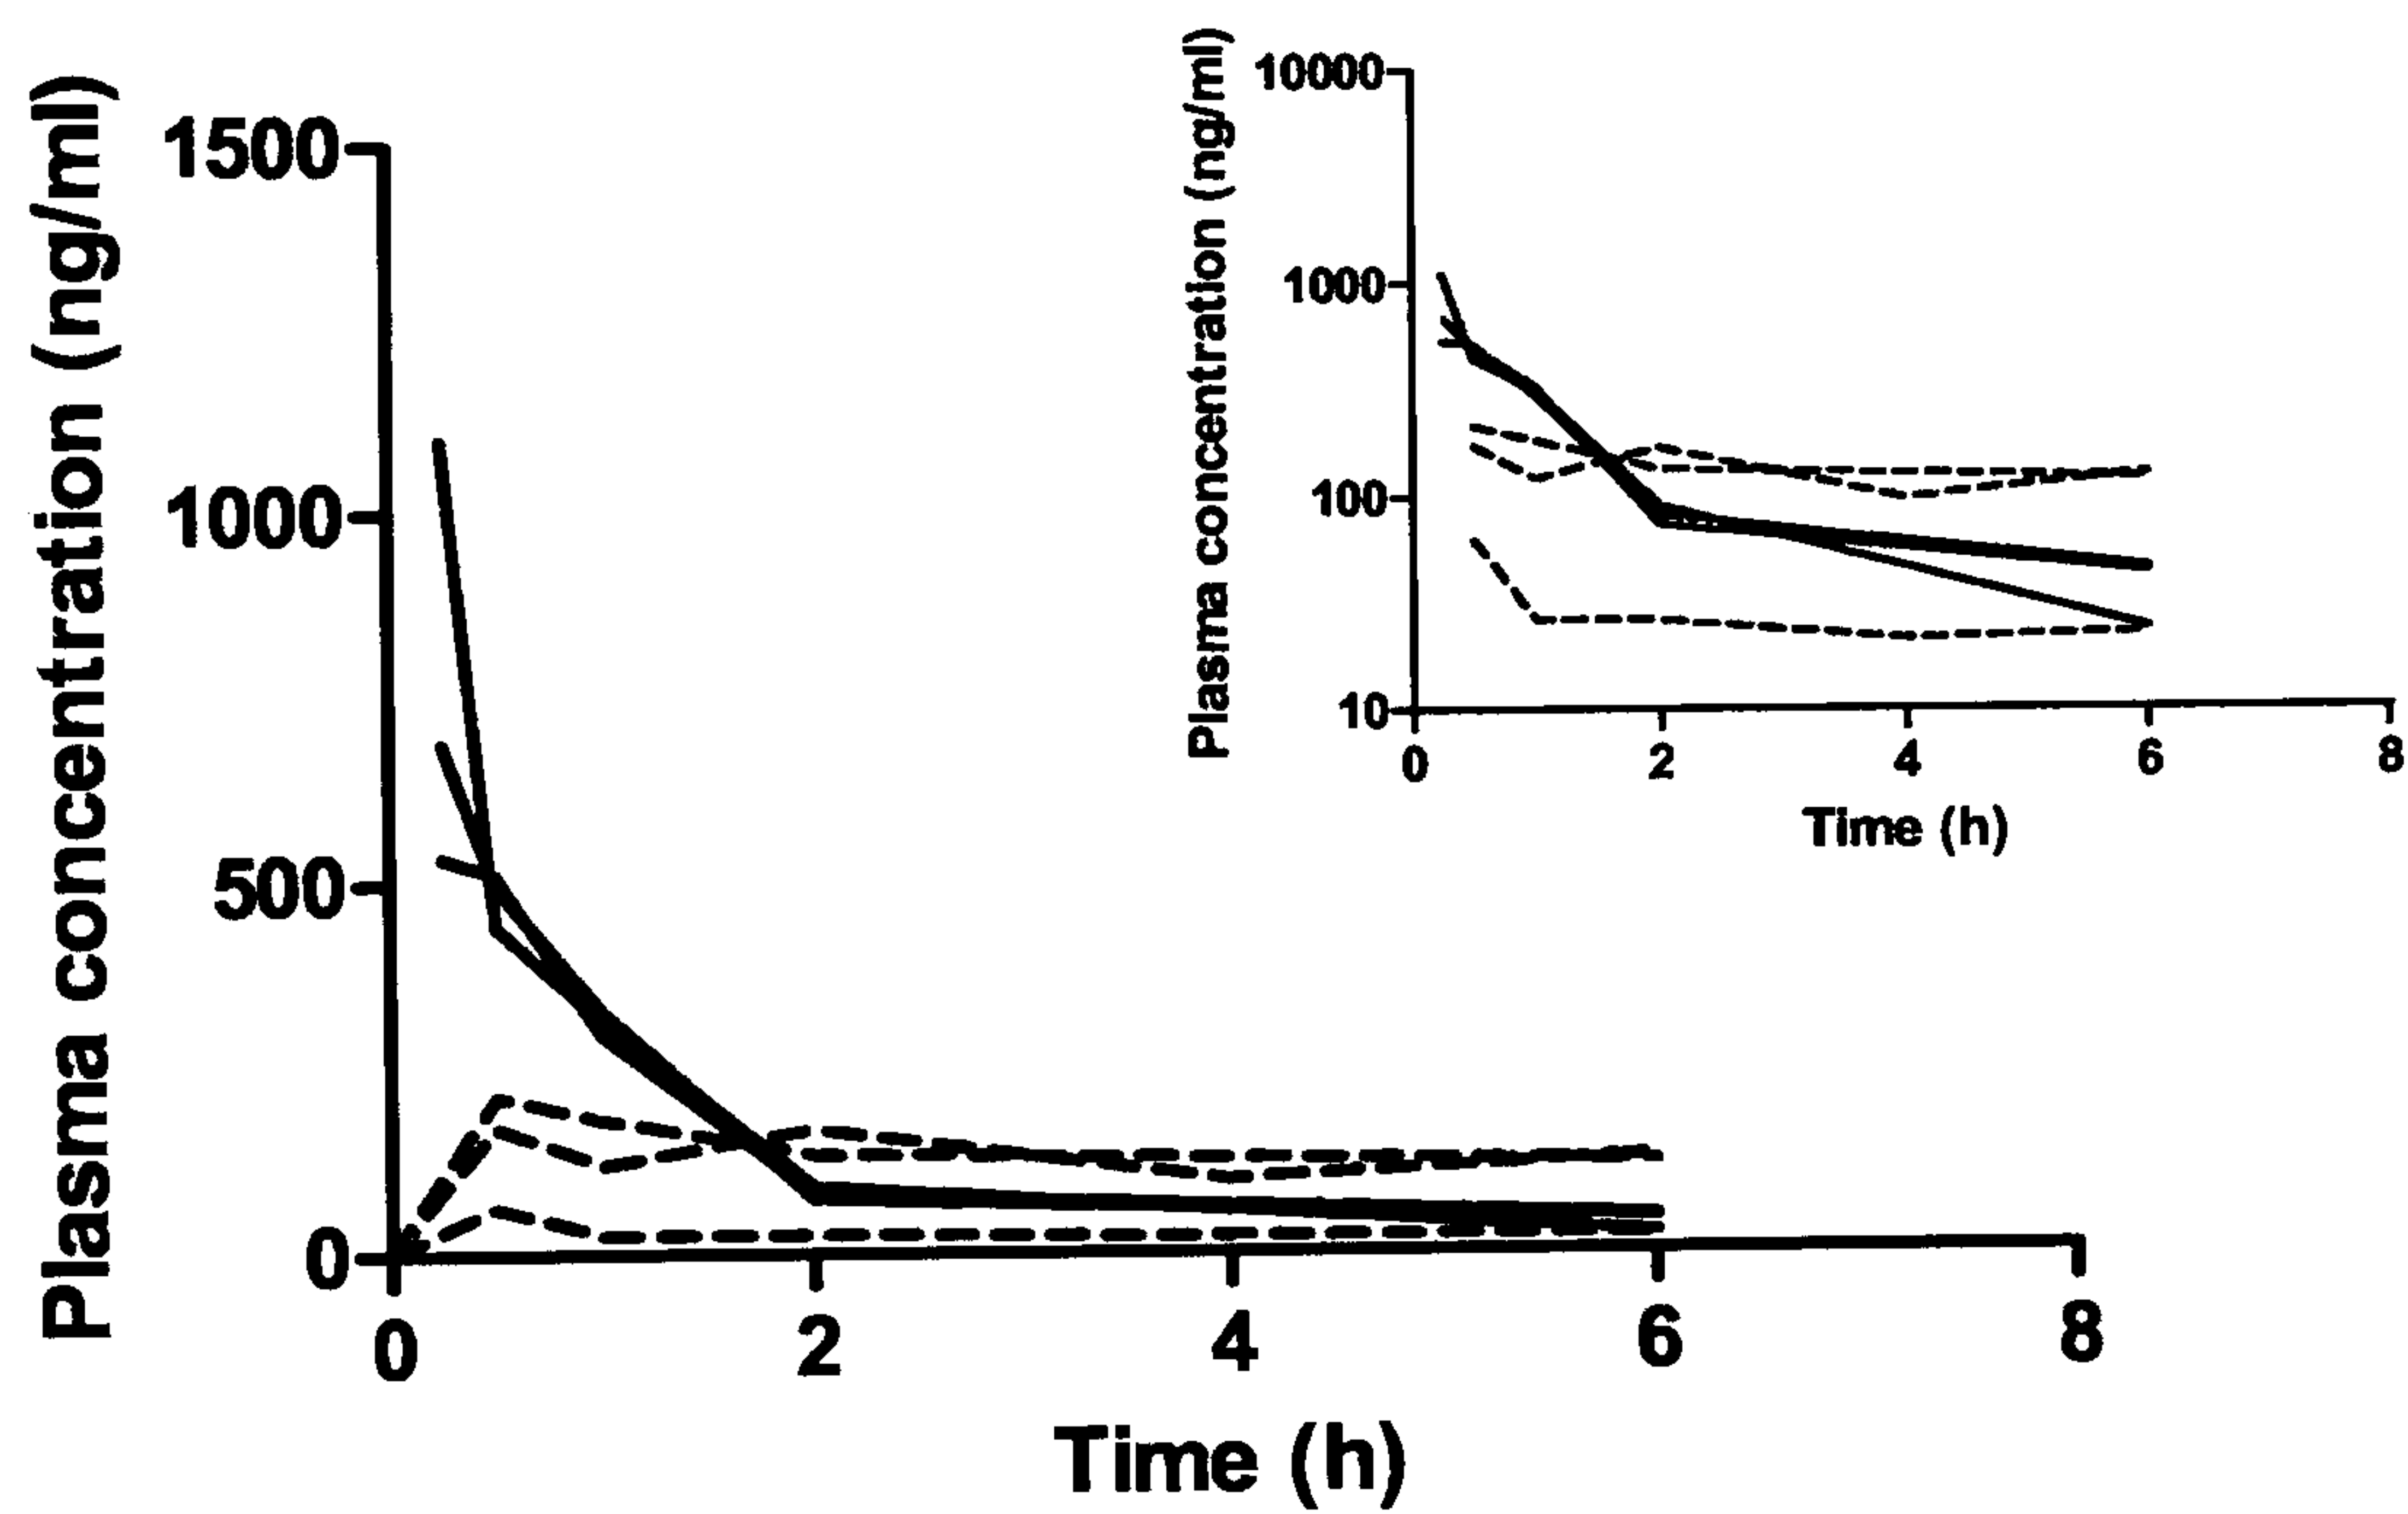 Plasma concentration (ng/ml)
1500
1000
500
0
0 2 4 6 8
Time (h)
Plasma concentration (ng/ml)
10000
1000
100
10
0 2 4 6 8
Time (h)